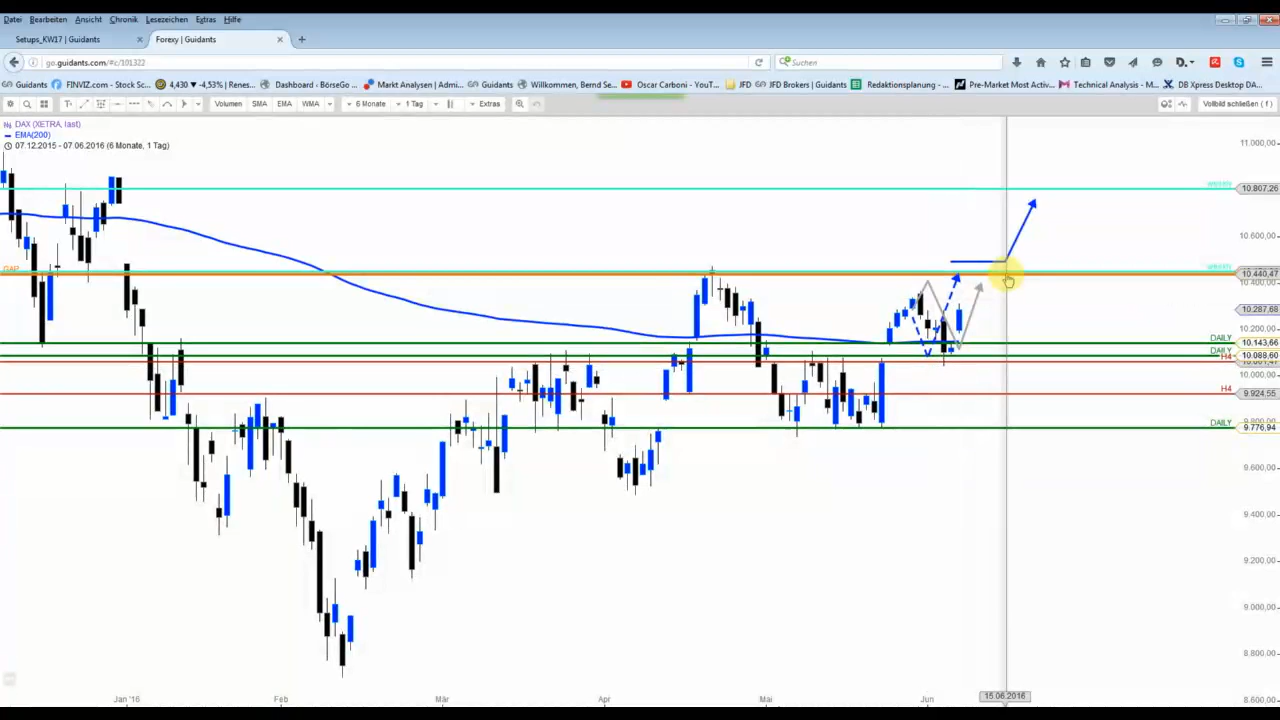 Datei Bearbeiten Ansicht Chronik Lesezeichen Extras Hilfe
Setups_KW17 | Guidants × Forexy | Guidants × +
go.guidants.com/#c/101322 Suchen
Guidants FINVIZ.com - Stock Sc... 4,430 ▾ -4,53% | Renes... Dashboard ‹ BörseGo ... Markt Analysen | Admi... Guidants Willkommen, Bernd Se... Oscar Carboni - YouT... JFD JFD Brokers | Guidants Redaktionsplanung - ... Pre-Market Most Activ... Technical Analysis - M... DB Xpress Desktop DA...
Volumen SMA EMA WMA 6 Monate 1 Tag Extras Vollbild schließen ( f )
DAX (XETRA, last)
EMA(200)
07.12.2015 - 07.06.2016 (6 Monate, 1 Tag)
11.000,00
WEEKLY 10.807,26
10.600,00
GAP WEEKLY
10.440,47
10.400,00
10.287,68
10.200,00
DAILY 10.143,66
DAILY 10.088,60
H4
10.000,00
H4 9.924,55
DAILY 9.776,94
9.600,00
9.400,00
9.200,00
9.000,00
8.800,00
8.600,00
Jan '16 Feb Mär Apr Mai Jun 15.06.2016